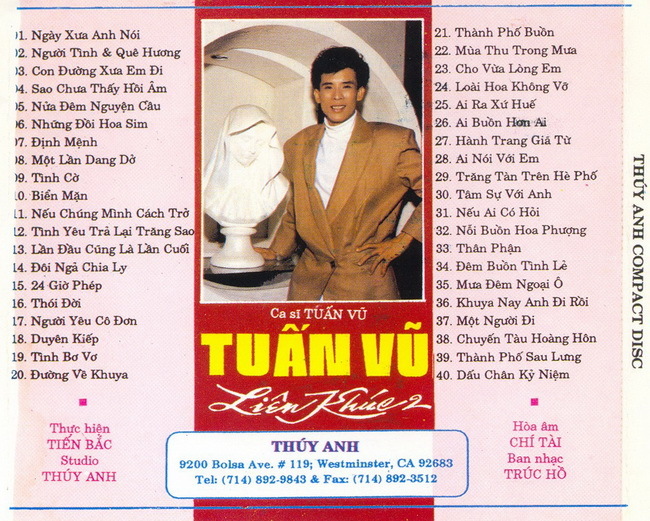 01. Ngày Xưa Anh Nói
02. Người Tình & Quê Hương
03. Con Đường Xưa Em Đi
04. Sao Chưa Thấy Hồi Âm
05. Nửa Đêm Nguyện Cầu
06. Những Đồi Hoa Sim
07. Định Mệnh
08. Một Lần Dang Dở
09. Tình Cờ
10. Biển Mặn
11. Nếu Chúng Mình Cách Trở
12. Tình Yêu Trả Lại Trăng Sao
13. Lần Đầu Cúng Là Lần Cuối
14. Đôi Ngả Chia Ly
15. 24 Giờ Phép
16. Thói Đời
17. Người Yêu Cô Đơn
18. Duyên Kiếp
19. Tình Bơ Vơ
20. Đường Về Khuya
Thực hiện
TIẾN BẮC
Studio
THÚY ANH
Ca sĩ TUẤN VŨ
TUẤN VŨ
Liên Khúc 2
THÚY ANH
9200 Bolsa Ave. # 119; Westminster, CA 92683
Tel: (714) 892-9843 & Fax: (714) 892-3512
21. Thành Phố Buồn
22. Mùa Thu Trong Mưa
23. Cho Vừa Lòng Em
24. Loài Hoa Không Vỡ
25. Ai Ra Xứ Huế
26. Ai Buồn Hơn Ai
27. Hành Trang Giã Từ
28. Ai Nói Với Em
29. Trăng Tàn Trên Hè Phố
30. Tâm Sự Với Anh
31. Nếu Ai Có Hỏi
32. Nỗi Buồn Hoa Phượng
33. Thân Phận
34. Đêm Buồn Tỉnh Lẻ
35. Mưa Đêm Ngoại Ô
36. Khuya Nay Anh Đi Rồi
37. Một Người Đi
38. Chuyến Tàu Hoàng Hôn
39. Thành Phố Sau Lưng
40. Dấu Chân Kỷ Niệm
Hòa âm
CHÍ TÀI
Ban nhạc
TRÚC HỒ
THÚY ANH COMPACT DISC